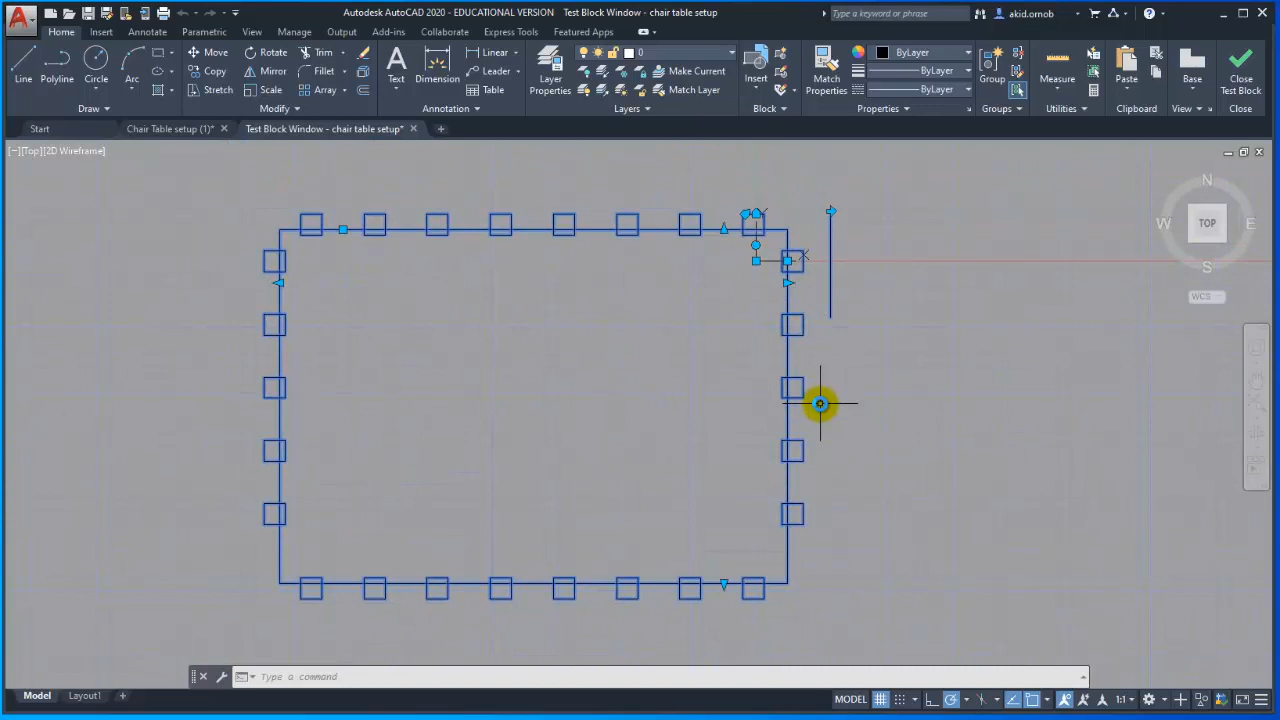 Autodesk AutoCAD 2020 - EDUCATIONAL VERSION Test Block Window - chair table setup
Type a keyword or phrase
akid.ornob
Home Insert Annotate Parametric View Manage Output Add-ins Collaborate Express Tools Featured Apps
Line Polyline Circle Arc
Move Rotate Trim
Copy Mirror Fillet
Stretch Scale Array
Text Dimension
Linear
Leader
Table
Layer Properties
0
Make Current
Match Layer
Insert
Match Properties
ByLayer
ByLayer
ByLayer
Group
Measure
Paste
Base
Close Test Block
Draw Modify Annotation Layers Block Properties Groups Utilities Clipboard View Close
Start Chair Table setup (1)* Test Block Window - chair table setup*
[−][Top][2D Wireframe]
N
W TOP E
S
WCS
Type a command
Model Layout1
MODEL 1:1